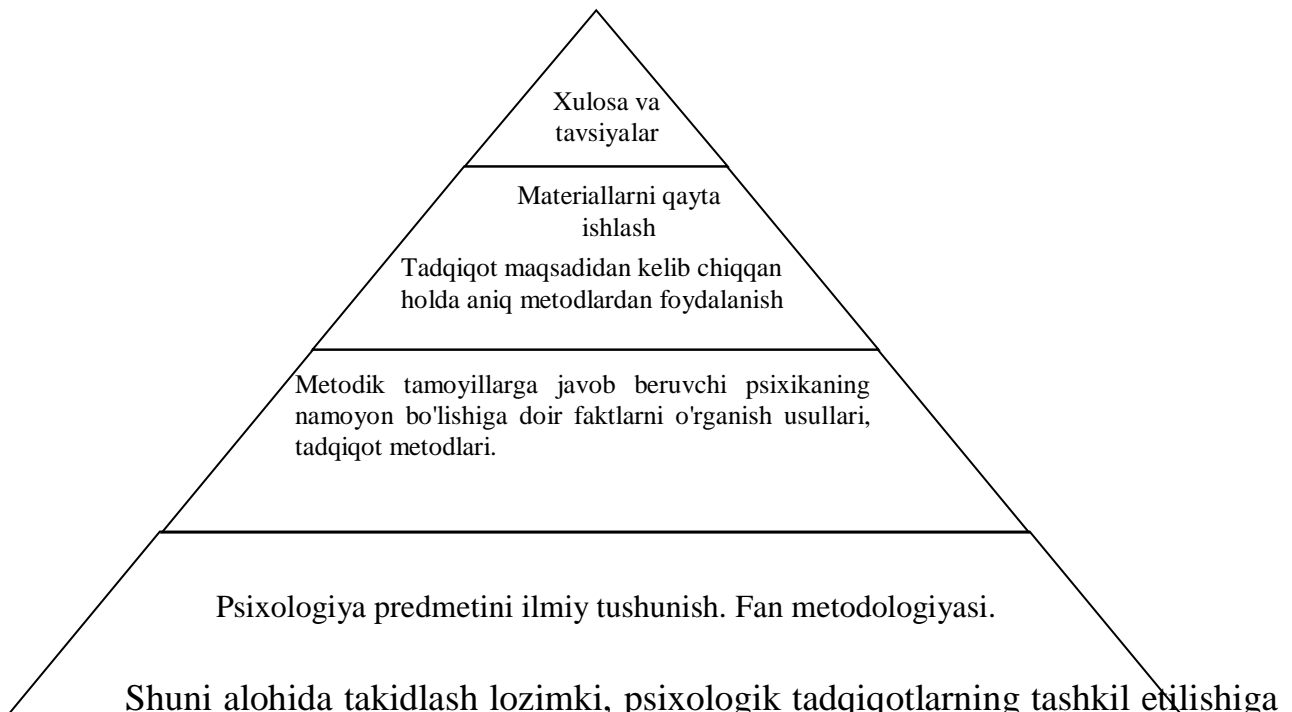 Xulosa va
tavsiyalar
Materiallarni qayta
ishlash
Tadqiqot maqsadidan kelib chiqqan
holda aniq metodlardan foydalanish
Metodik tamoyillarga javob beruvchi psixikaning
namoyon bo'lishiga doir faktlarni o'rganish usullari,
tadqiqot metodlari.
Psixologiya predmetini ilmiy tushunish. Fan metodologiyasi.
Shuni alohida takidlash lozimki, psixologik tadqiqotlarning tashkil etilishiga